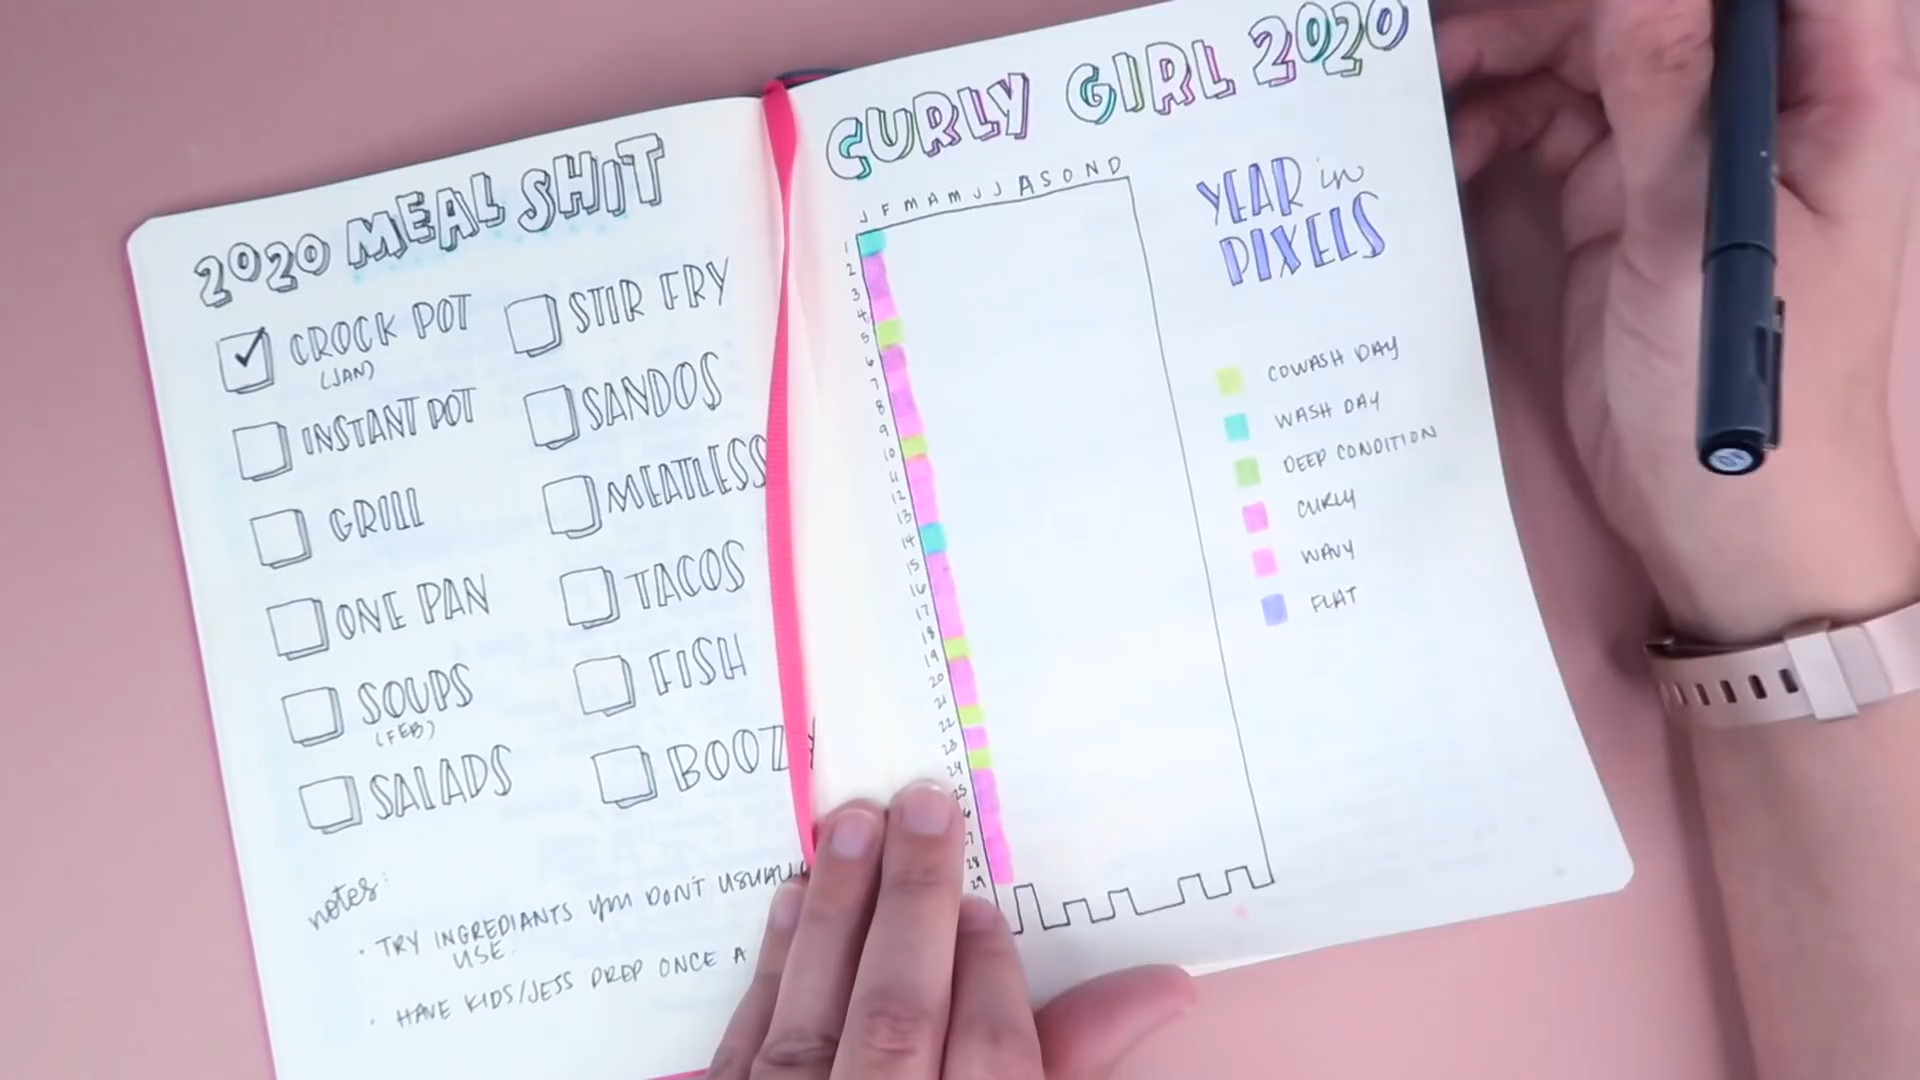 2020 MEAL SHIT
CROCK POT
(JAN)
INSTANT POT
GRILL
ONE PAN
SOUPS
(FEB)
SALADS
STIR FRY
SANDOS
MEATLESS
TACOS
FISH
BOOZY
notes:
· TRY INGREDIANTS YOU DON'T USUALLY
USE.
· HAVE KIDS/JESS PREP ONCE A
CURLY GIRL 2020
J F M A M J J A S O N D
1
2
3
4
5
6
7
8
9
10
11
12
13
14
15
16
17
18
19
20
21
22
23
24
25
6
7
28
29
YEAR in
PIXELS
COWASH DAY
WASH DAY
DEEP CONDITION
CURLY
WAVY
FLAT